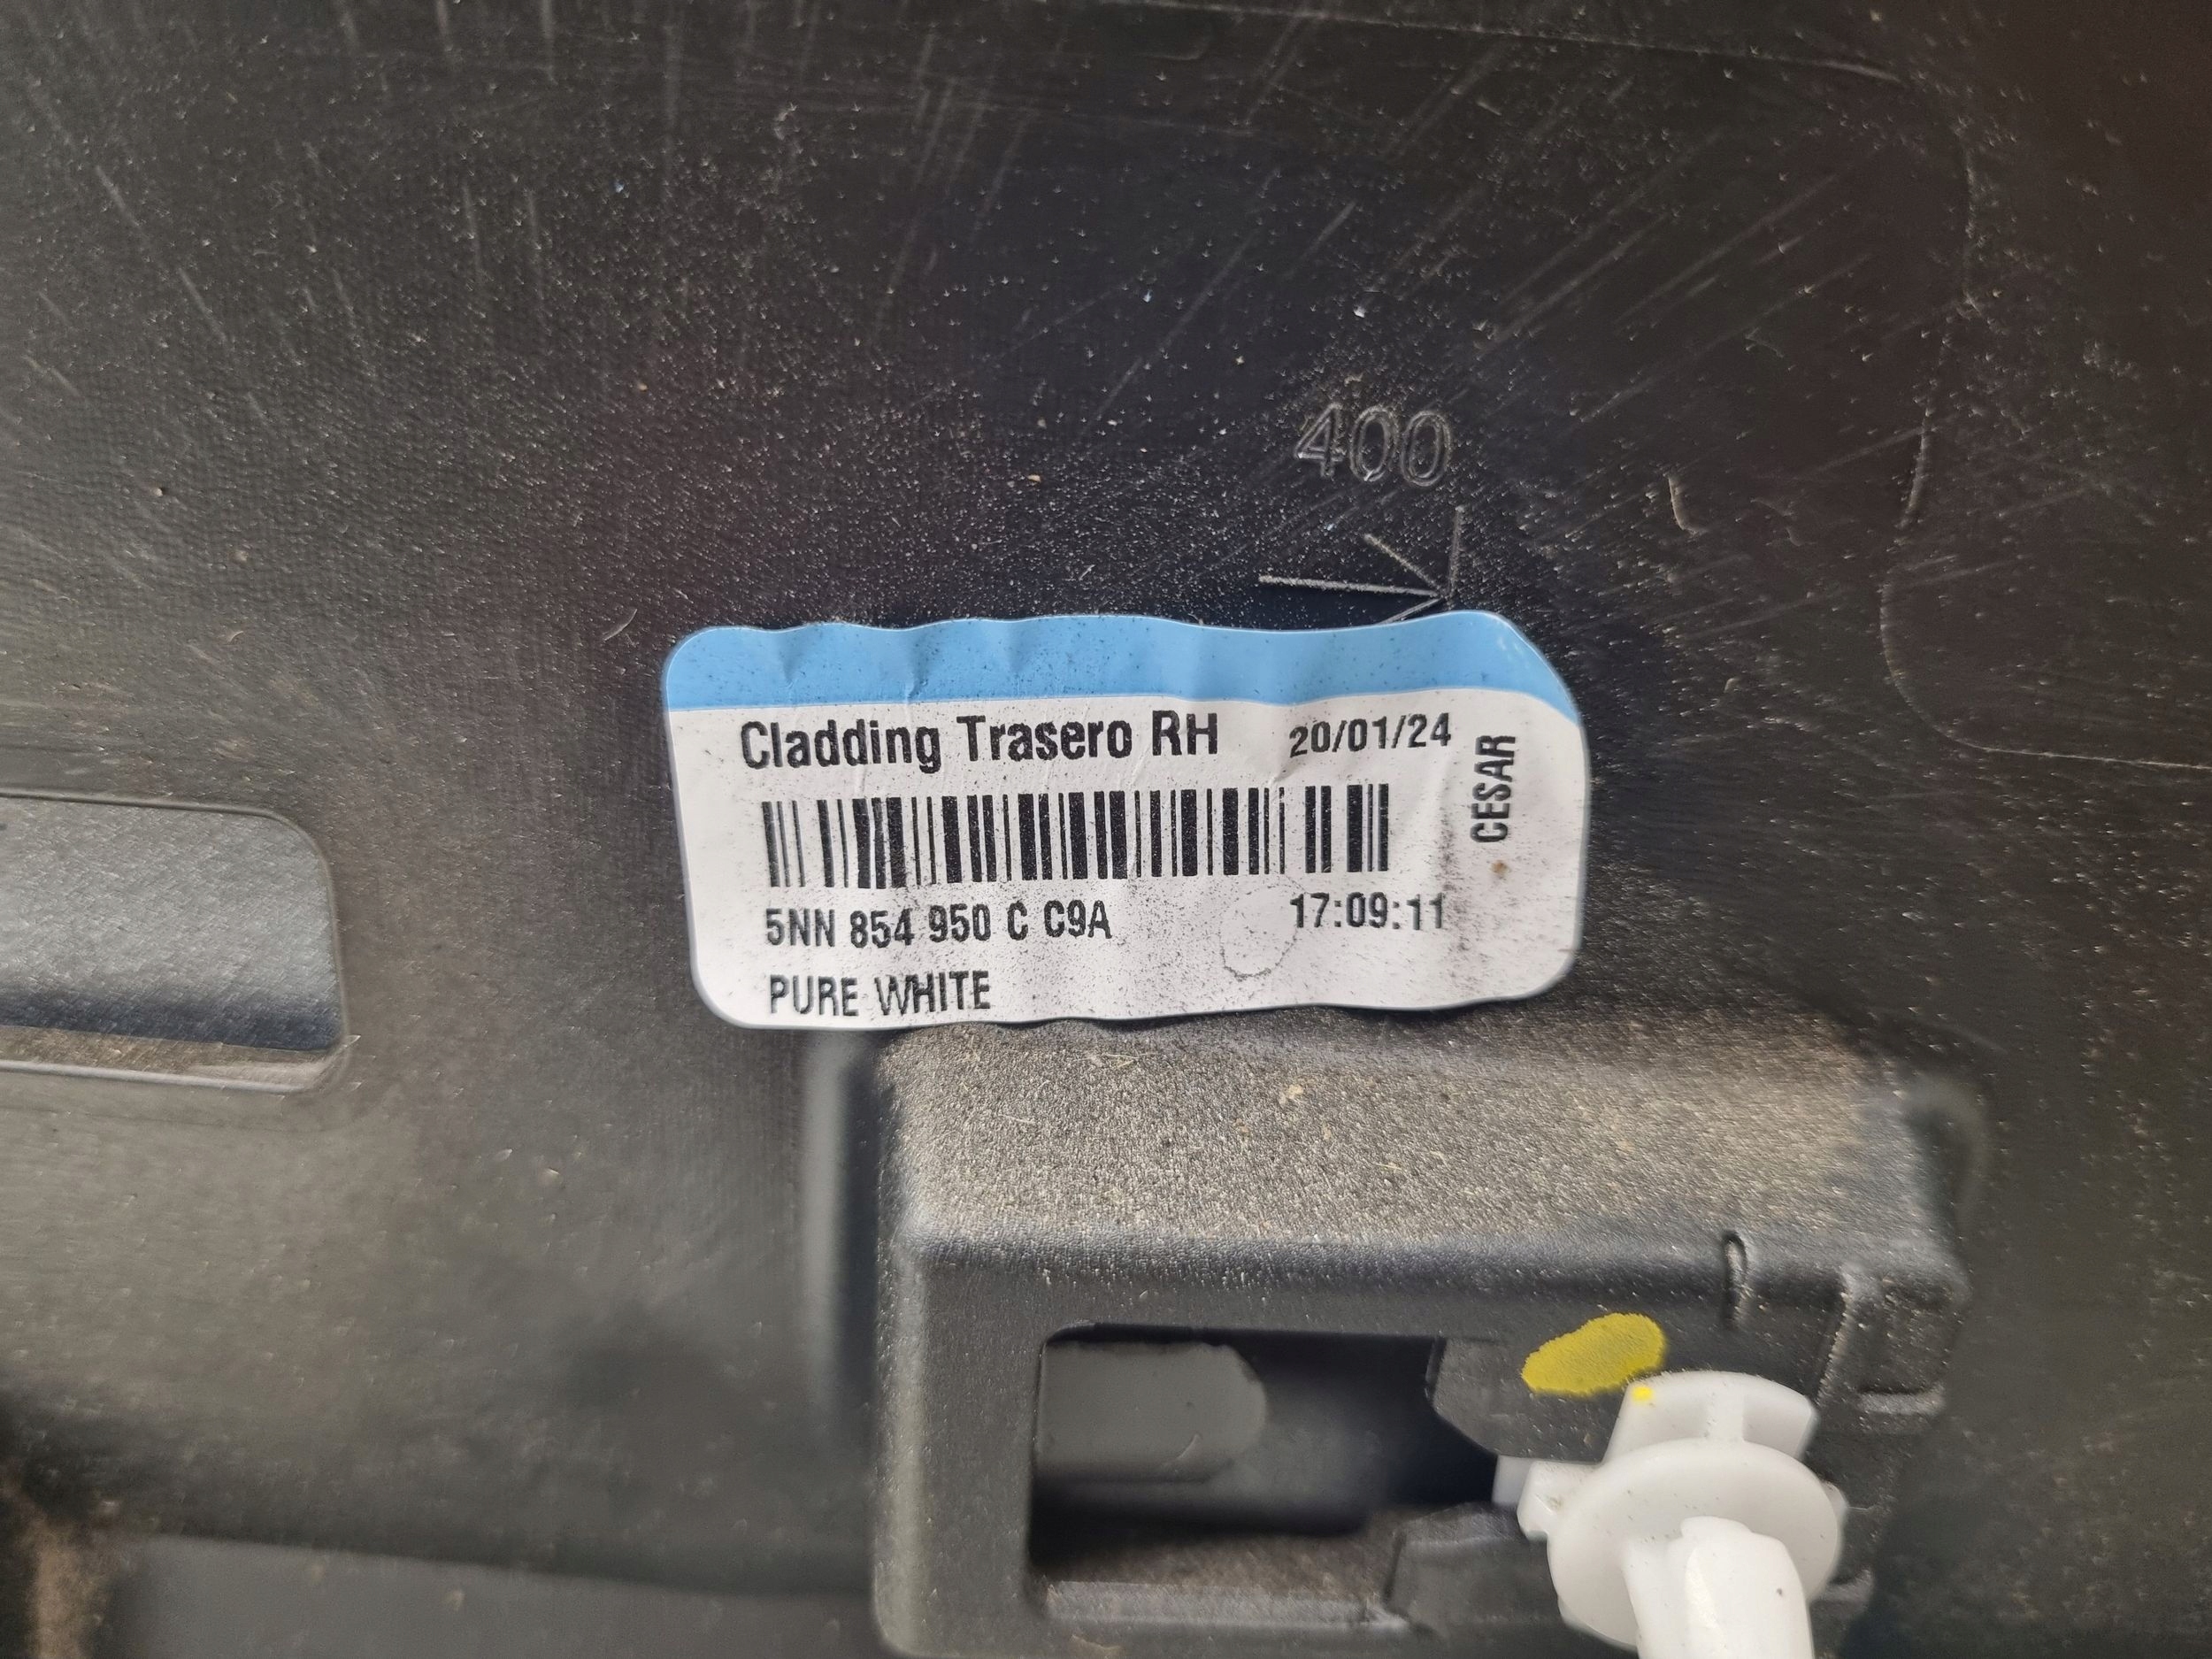 400
Cladding Trasero RH 20/01/24
CESAR
5NN 854 950 C C9A 17:09:11
PURE WHITE